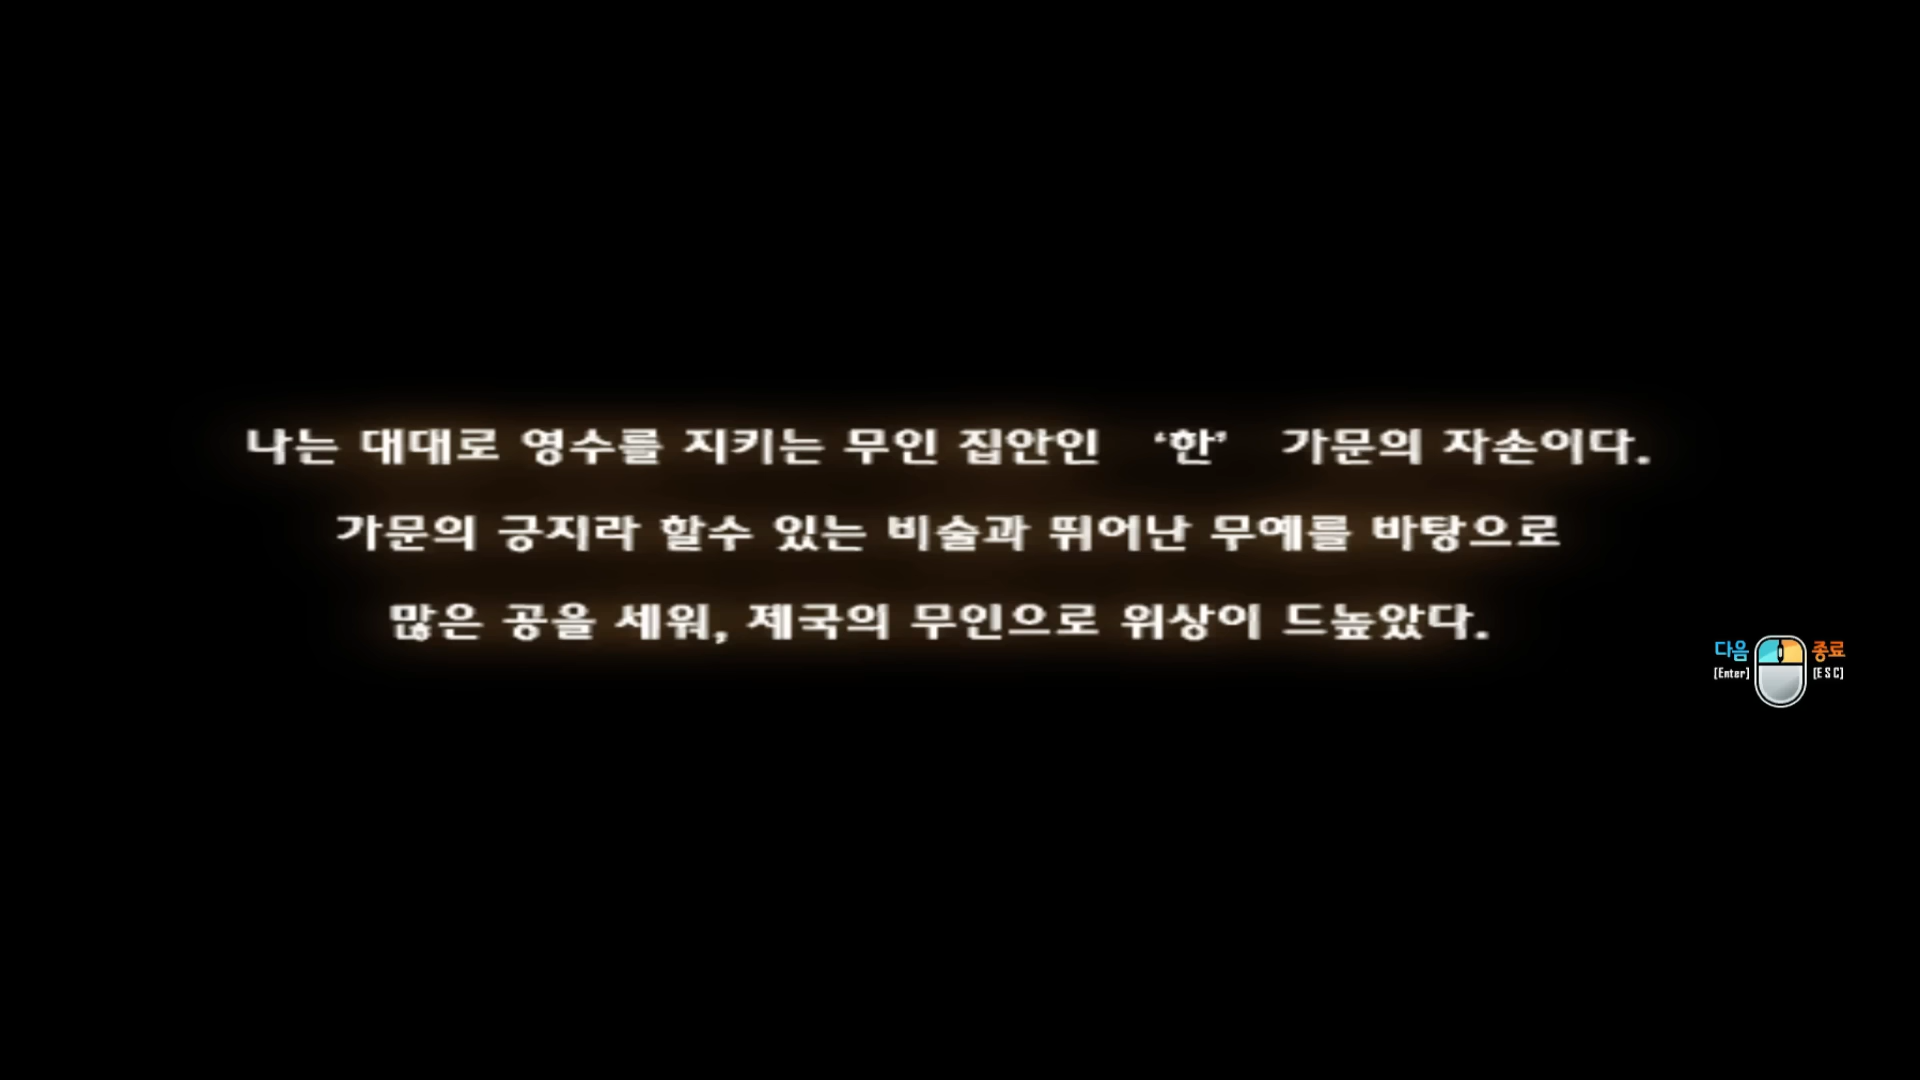 나는 대대로 영수를 지키는 무인 집안인 ‘한’ 가문의 자손이다.
가문의 긍지라 할수 있는 비술과 뛰어난 무예를 바탕으로
많은 공을 세워, 제국의 무인으로 위상이 드높았다.
다음 종료
[Enter] [ESC]